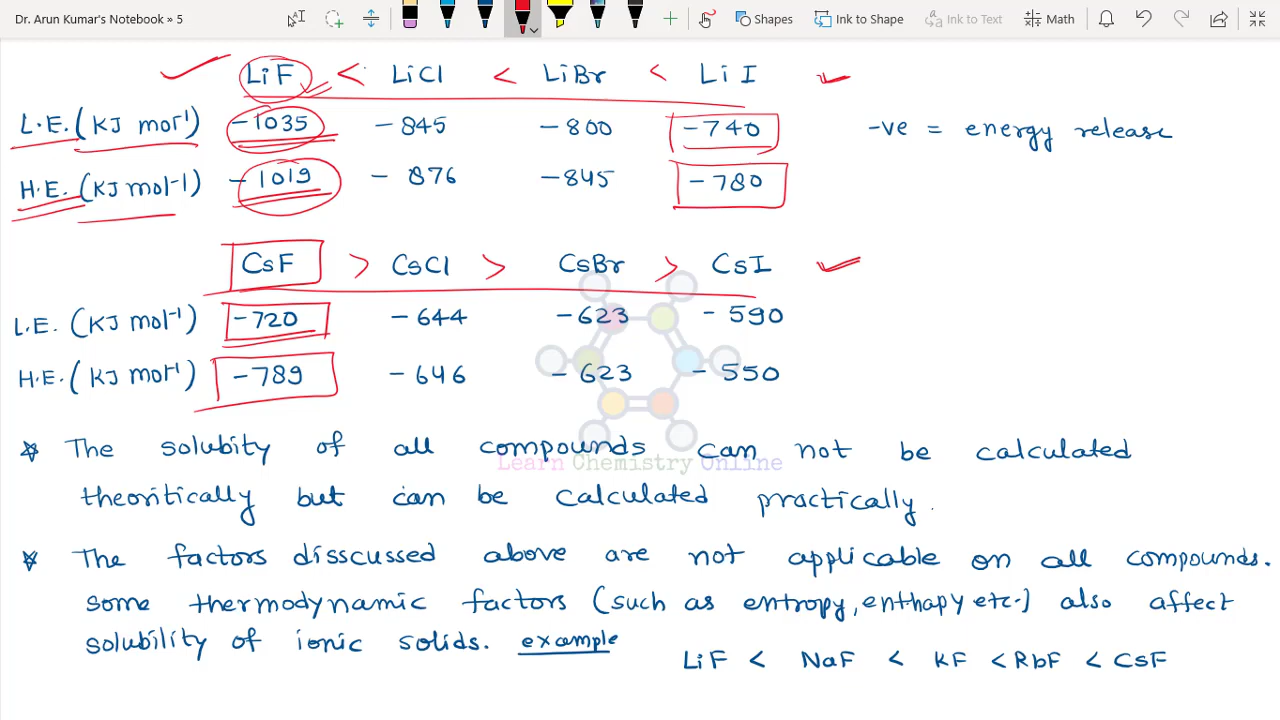 Dr. Arun Kumar's Notebook » 5
Shapes Ink to Shape Ink to Text Math
LiF < LiCl < LiBr < LiI
L.E. (KJ mol-1) -1035 -845 -800 -740 -ve = energy release
H.E. (KJ mol-1) -1019 - 876 -845 -780
CsF > CsCl > CsBr > CsI
L.E. (KJ mol-1) -720 -644 -623 - 590
H.E. (KJ mol-1) -789 -646 -623 - 550
The solubity of all compounds can not be calculated
Learn Chemistry Online
theoritically but can be calculated practically.
The factors disscussed above are not applicable on all compounds.
some thermodynamic factors (such as entropy, enthapy etc.) also affect
solubility of ionic solids. example
LiF < NaF < KF < RbF < CsF